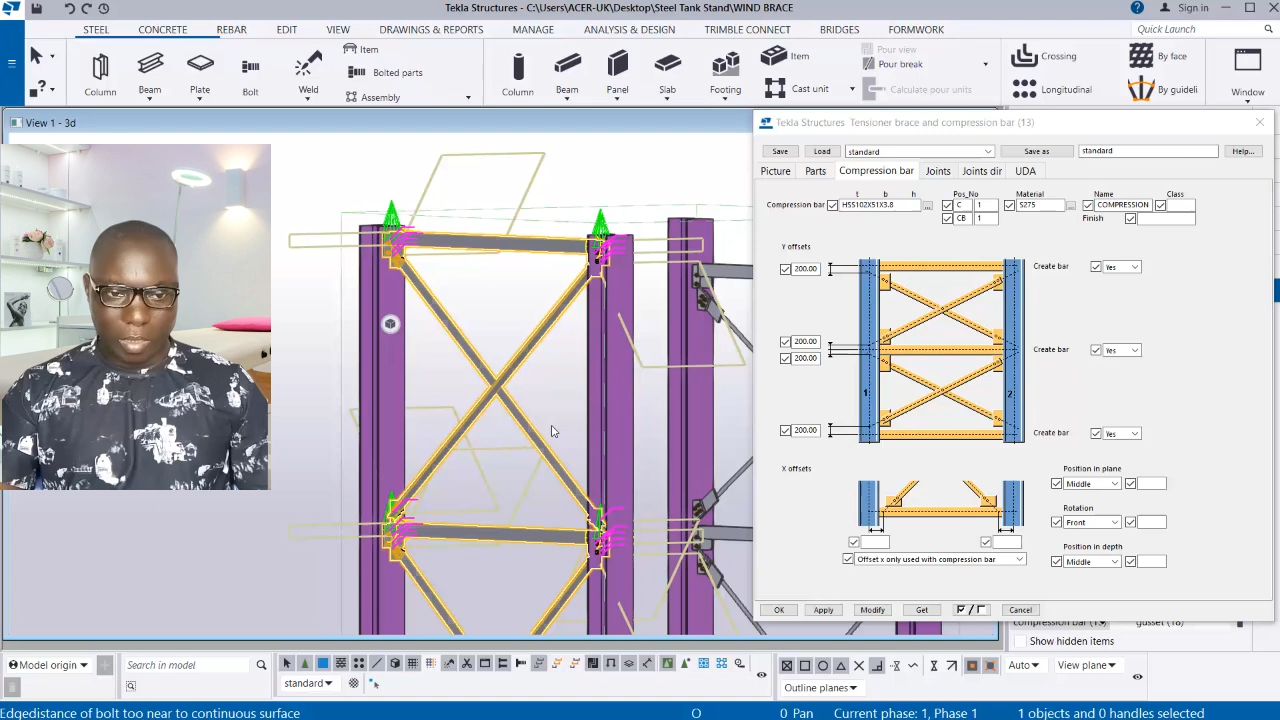 Tekla Structures - C:\Users\ACER-UK\Desktop\Steel Tank Stand\WIND BRACE
Sign in
STEEL CONCRETE REBAR EDIT VIEW DRAWINGS & REPORTS MANAGE ANALYSIS & DESIGN TRIMBLE CONNECT BRIDGES FORMWORK
Quick Launch
Column Beam Plate Bolt Weld
Item
Bolted parts
Assembly
Column Beam Panel Slab Footing
Item
Cast unit
Pour view
Pour break
Calculate pour units
Crossing
Longitudinal
By face
By guideli
Window
View 1 - 3d
Tekla Structures Tensioner brace and compression bar (13)
Save Load standard Save as standard Help...
Picture Parts Compression bar Joints Joints dir UDA
t b h Pos_No Material Name Class
Compression bar HSS102X51X3.8 ... C 1 S275 ... COMPRESSION
CB 1 Finish
Y offsets
200.00
Create bar Yes
200.00
200.00
Create bar Yes
1 2
200.00
Create bar Yes
X offsets
Position in plane
Middle
Rotation
Front
Position in depth
Middle
Offset x only used with compression bar
OK Apply Modify Get Cancel
gusset (18)
Show hidden items
Model origin
Search in model
standard
Auto View plane
Outline planes
Edgedistance of bolt too near to continuous surface
O 0 Pan Current phase: 1, Phase 1 1 objects and 0 handles selected